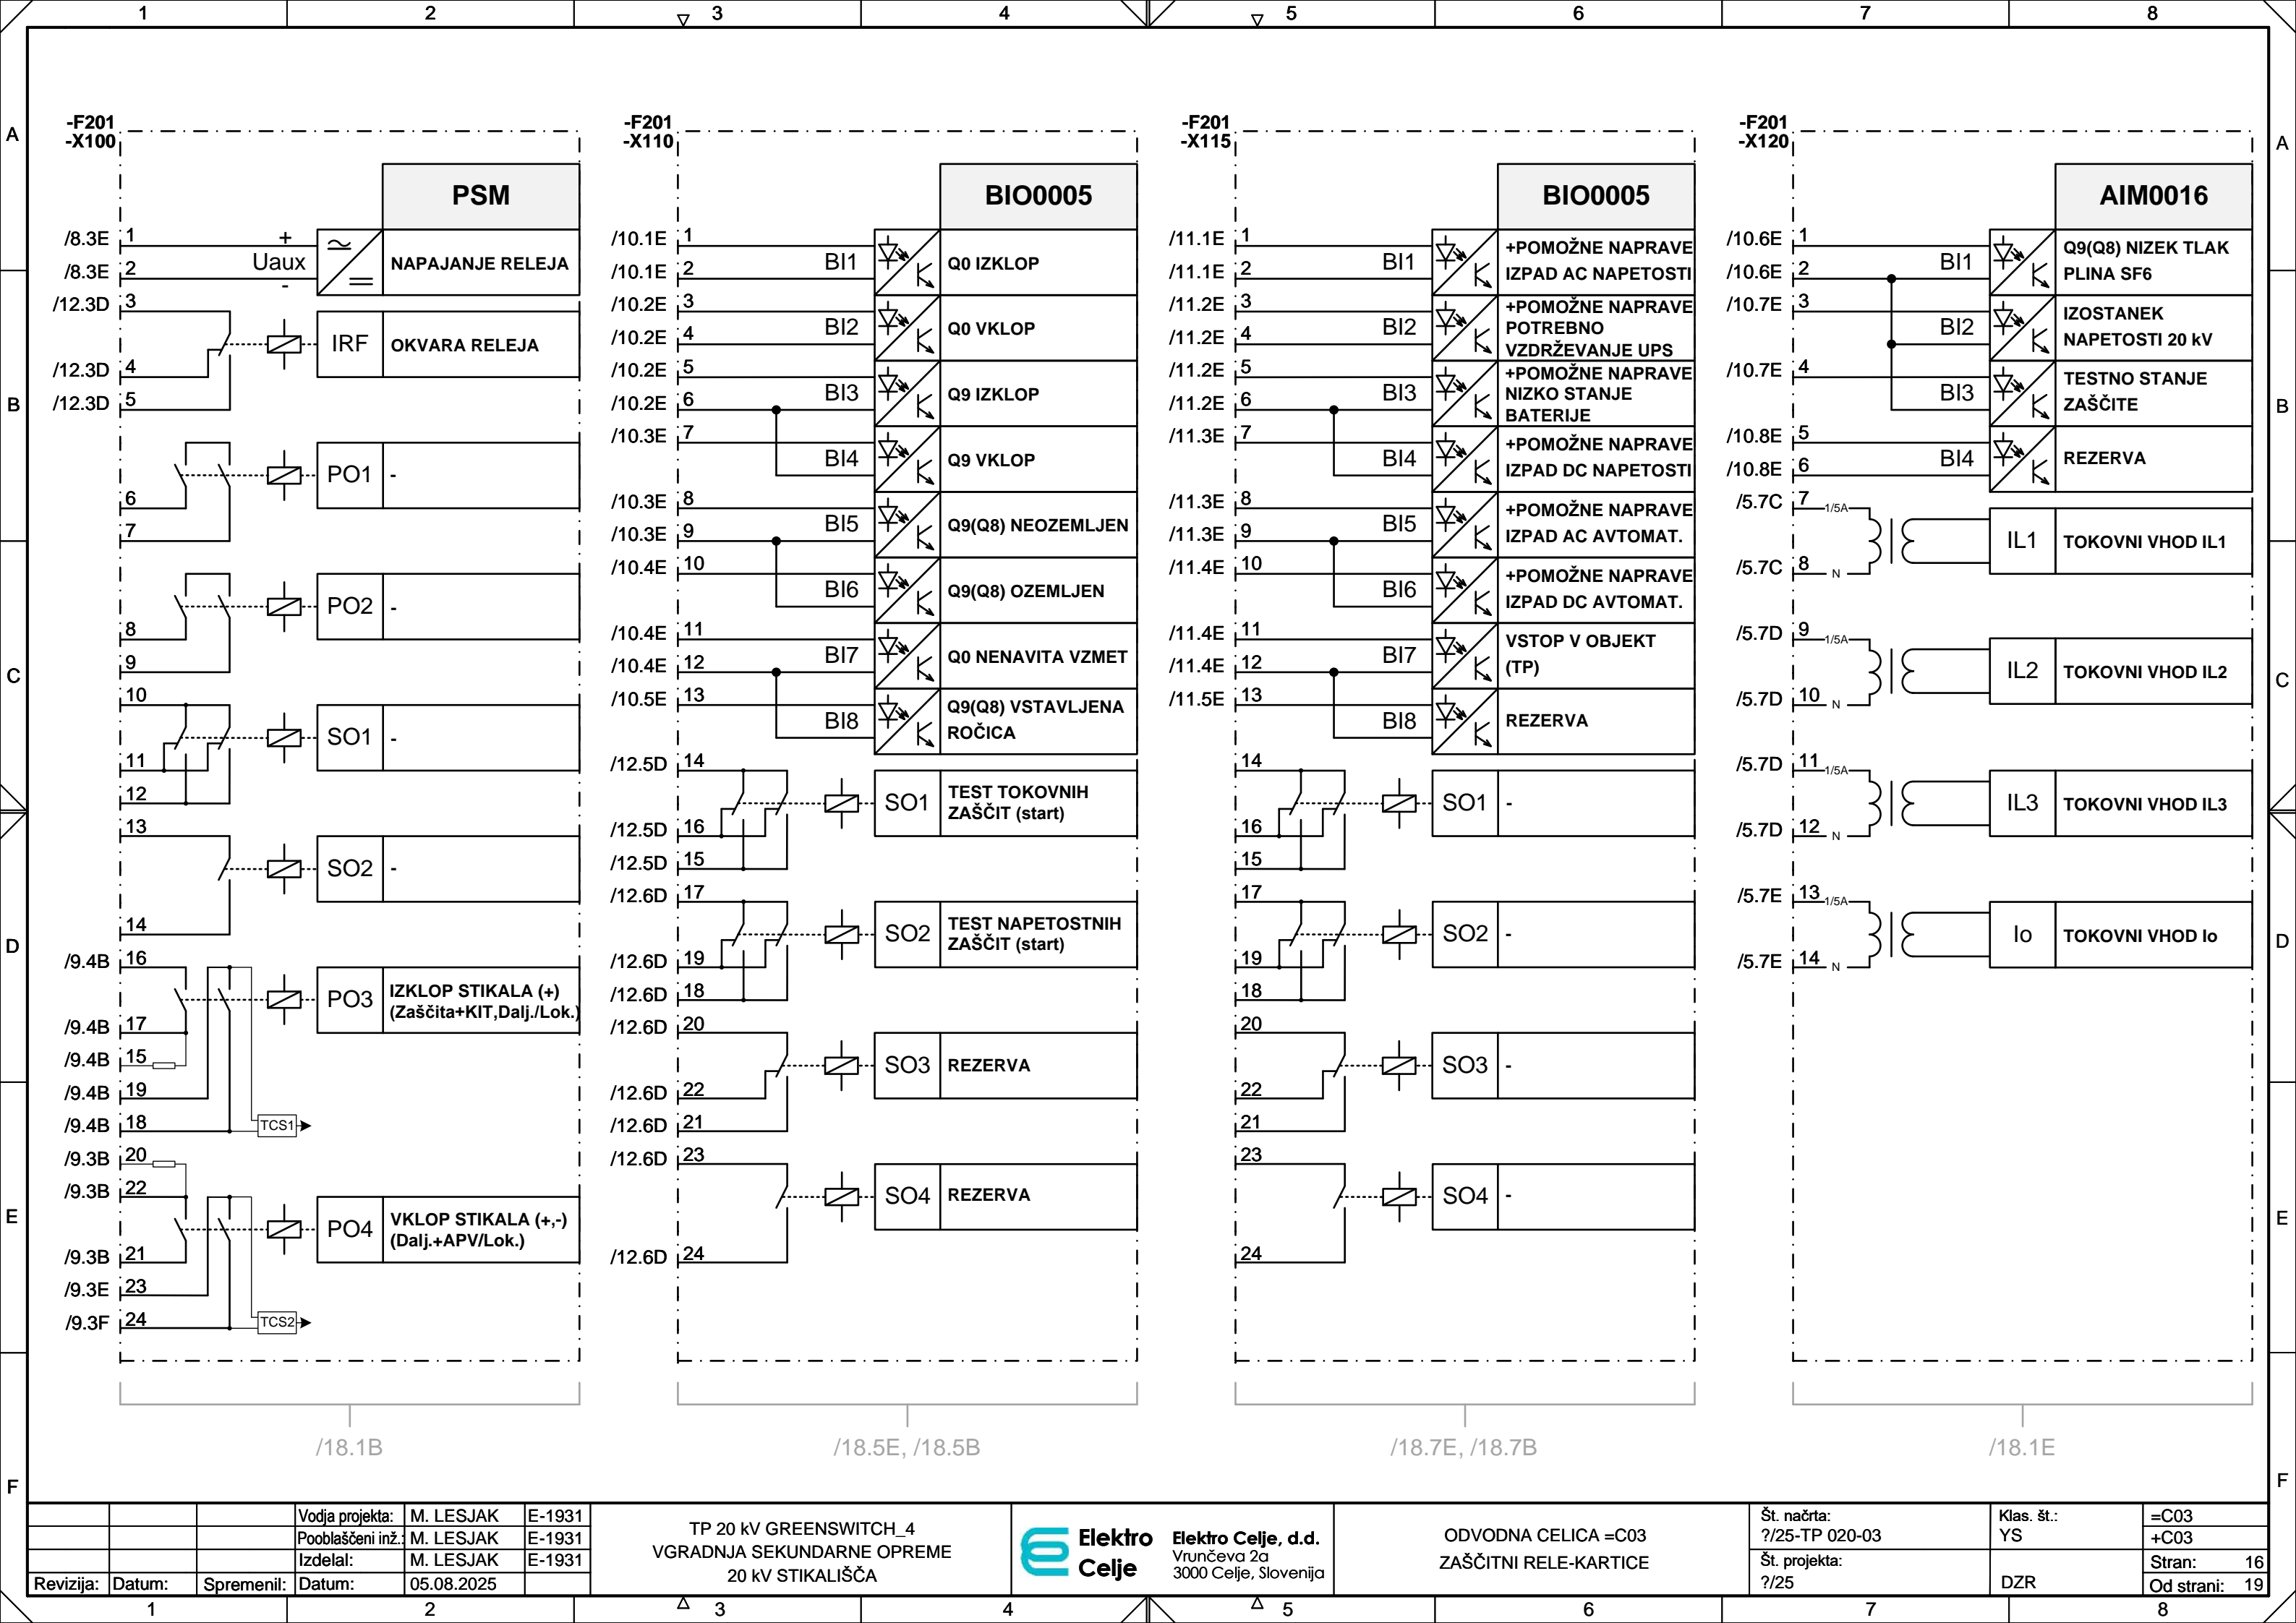 1 2 3 4 5 6 7 8
A B C D E F
A B C D E F
-F201
-X100
PSM
/8.3E 1 +
Uaux
/8.3E 2 -
NAPAJANJE RELEJA
/12.3D 3
/12.3D 4
/12.3D 5
IRF OKVARA RELEJA
6
7
PO1 -
8
9
PO2 -
10
11
12
SO1 -
13
14
SO2 -
/9.4B 16
/9.4B 17
/9.4B 15
/9.4B 19
/9.4B 18
TCS1
PO3
IZKLOP STIKALA (+)
(Zaščita+KIT,Dalj./Lok.)
/9.3B 20
/9.3B 22
/9.3B 21
/9.3E 23
/9.3F 24
TCS2
PO4
VKLOP STIKALA (+,-)
(Dalj.+APV/Lok.)
/18.1B
-F201
-X110
BIO0005
/10.1E 1
/10.1E 2
BI1 Q0 IZKLOP
/10.2E 3
/10.2E 4
BI2 Q0 VKLOP
/10.2E 5
/10.2E 6
BI3 Q9 IZKLOP
/10.3E 7
BI4 Q9 VKLOP
/10.3E 8
/10.3E 9
BI5 Q9(Q8) NEOZEMLJEN
/10.4E 10
BI6 Q9(Q8) OZEMLJEN
/10.4E 11
/10.4E 12
BI7 Q0 NENAVITA VZMET
/10.5E 13
BI8
Q9(Q8) VSTAVLJENA
ROČICA
/12.5D 14
/12.5D 16
/12.5D 15
SO1
TEST TOKOVNIH
ZAŠČIT (start)
/12.6D 17
/12.6D 19
/12.6D 18
SO2
TEST NAPETOSTNIH
ZAŠČIT (start)
/12.6D 20
/12.6D 22
/12.6D 21
SO3 REZERVA
/12.6D 23
/12.6D 24
SO4 REZERVA
/18.5E, /18.5B
-F201
-X115
BIO0005
/11.1E 1
/11.1E 2
BI1
+POMOŽNE NAPRAVE
IZPAD AC NAPETOSTI
/11.2E 3
/11.2E 4
BI2
+POMOŽNE NAPRAVE
POTREBNO
VZDRŽEVANJE UPS
/11.2E 5
/11.2E 6
BI3
+POMOŽNE NAPRAVE
NIZKO STANJE
BATERIJE
/11.3E 7
BI4
+POMOŽNE NAPRAVE
IZPAD DC NAPETOSTI
/11.3E 8
/11.3E 9
BI5
+POMOŽNE NAPRAVE
IZPAD AC AVTOMAT.
/11.4E 10
BI6
+POMOŽNE NAPRAVE
IZPAD DC AVTOMAT.
/11.4E 11
/11.4E 12
BI7
VSTOP V OBJEKT
(TP)
/11.5E 13
BI8 REZERVA
14
16
15
SO1 -
17
19
18
SO2 -
20
22
21
SO3 -
23
24
SO4 -
/18.7E, /18.7B
-F201
-X120
AIM0016
/10.6E 1
/10.6E 2
BI1
Q9(Q8) NIZEK TLAK
PLINA SF6
/10.7E 3
BI2
IZOSTANEK
NAPETOSTI 20 kV
/10.7E 4
BI3
TESTNO STANJE
ZAŠČITE
/10.8E 5
/10.8E 6
BI4 REZERVA
/5.7C 7 1/5A
/5.7C 8 N
IL1 TOKOVNI VHOD IL1
/5.7D 9 1/5A
/5.7D 10 N
IL2 TOKOVNI VHOD IL2
/5.7D 11 1/5A
/5.7D 12 N
IL3 TOKOVNI VHOD IL3
/5.7E 13 1/5A
/5.7E 14 N
Io TOKOVNI VHOD Io
/18.1E
Vodja projekta: M. LESJAK E-1931
Pooblaščeni inž.: M. LESJAK E-1931
Izdelal: M. LESJAK E-1931
Revizija: Datum: Spremenil: Datum: 05.08.2025
TP 20 kV GREENSWITCH_4
VGRADNJA SEKUNDARNE OPREME
20 kV STIKALIŠČA
Elektro
Celje
Elektro Celje, d.d.
Vrunčeva 2a
3000 Celje, Slovenija
ODVODNA CELICA =C03
ZAŠČITNI RELE-KARTICE
Št. načrta:
?/25-TP 020-03
Št. projekta:
?/25
Klas. št.:
YS
DZR
=C03
+C03
Stran: 16
Od strani: 19
1 2 3 4 5 6 7 8